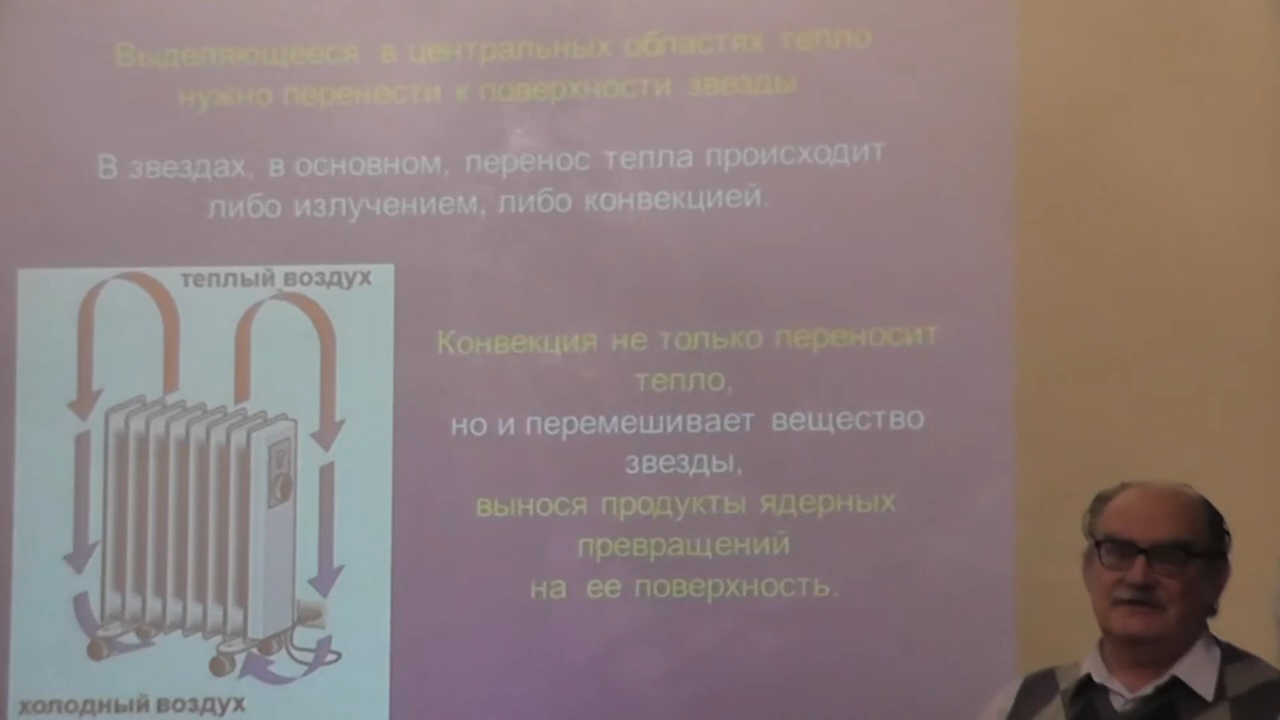 Выделяющееся в центральных областях тепло
нужно перенести к поверхности звезды
В звездах, в основном, перенос тепла происходит
либо излучением, либо конвекцией.
теплый воздух
Конвекция не только переносит
тепло,
но и перемешивает вещество
звезды,
вынося продукты ядерных
превращений
на ее поверхность.
холодный воздух